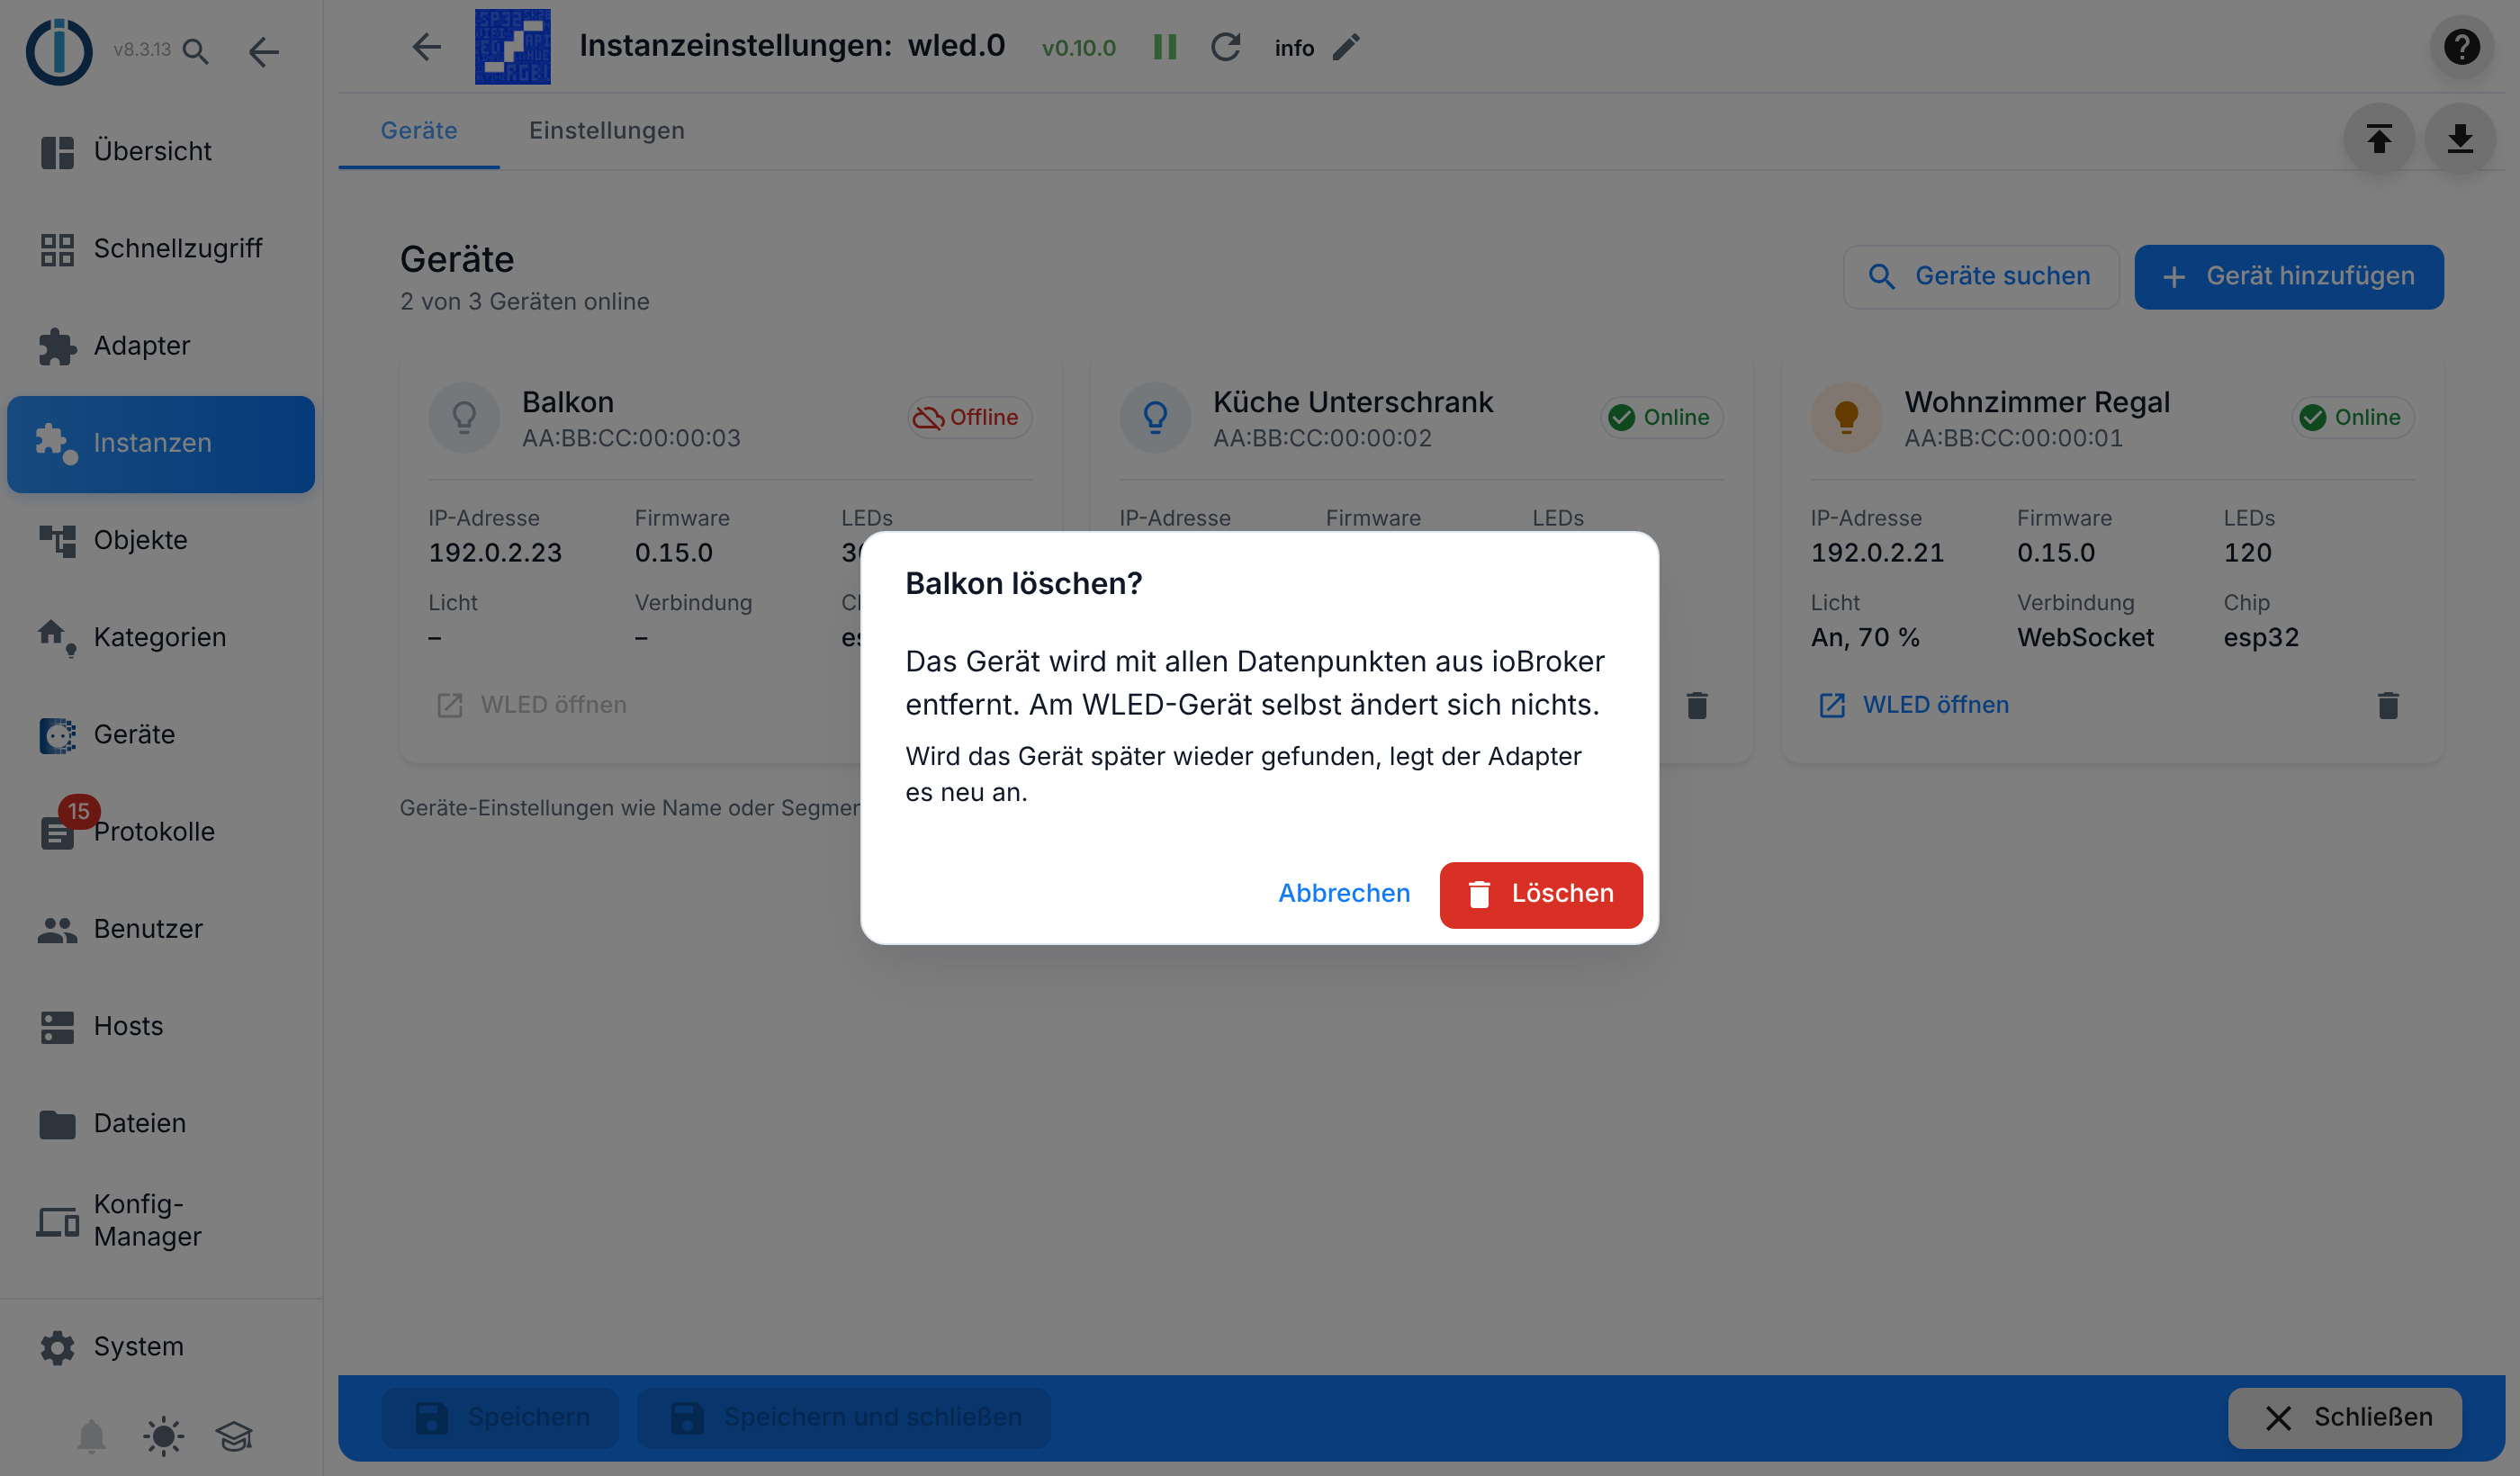 v8.3.13
Instanzeinstellungen: wled.0
v0.10.0
info
Geräte
Einstellungen
Übersicht
Schnellzugriff
Adapter
Instanzen
Objekte
Kategorien
Geräte
15
Protokolle
Benutzer
Hosts
Dateien
Konfig-
Manager
System
Geräte
2 von 3 Geräten online
Geräte suchen
Gerät hinzufügen
Balkon
AA:BB:CC:00:00:03
Offline
IP-Adresse Firmware LEDs
192.0.2.23 0.15.0
Licht Verbindung
– –
WLED öffnen
Küche Unterschrank
AA:BB:CC:00:00:02
Online
IP-Adresse Firmware LEDs
Wohnzimmer Regal
AA:BB:CC:00:00:01
Online
IP-Adresse Firmware LEDs
192.0.2.21 0.15.0 120
Licht Verbindung Chip
An, 70 % WebSocket esp32
WLED öffnen
Geräte-Einstellungen wie Name oder
Balkon löschen?
Das Gerät wird mit allen Datenpunkten aus ioBroker
entfernt. Am WLED-Gerät selbst ändert sich nichts.
Wird das Gerät später wieder gefunden, legt der Adapter
es neu an.
Abbrechen
Löschen
Speichern
Speichern und schließen
Schließen